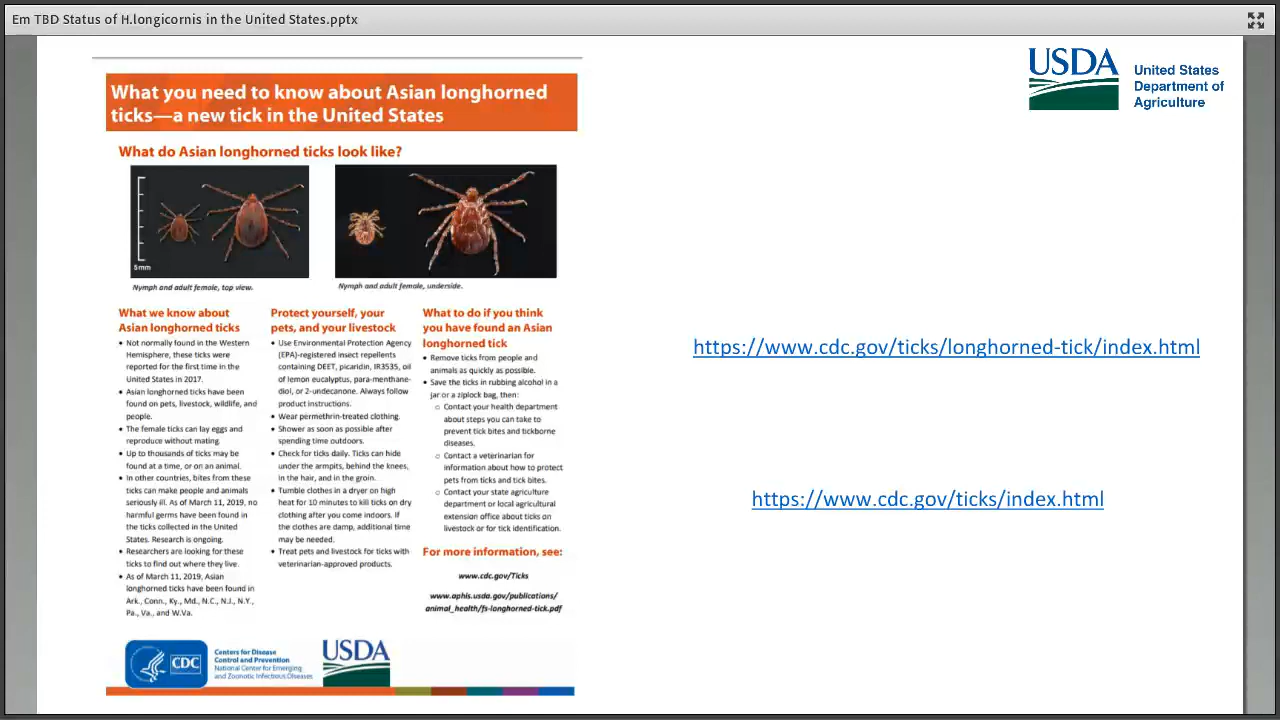 Em TBD Status of H.longicornis in the United States.pptx
What you need to know about Asian longhorned
ticks—a new tick in the United States
What do Asian longhorned ticks look like?
5mm
Nymph and adult female, top view.
Nymph and adult female, underside.
What we know about
Asian longhorned ticks
• Not normally found in the Western
Hemisphere, these ticks were
reported for the first time in the
United States in 2017.
• Asian longhorned ticks have been
found on pets, livestock, wildlife, and
people.
• The female ticks can lay eggs and
reproduce without mating.
• Up to thousands of ticks may be
found at a time, or on an animal.
• In other countries, bites from these
ticks can make people and animals
seriously ill. As of March 11, 2019, no
harmful germs have been found in
the ticks collected in the United
States. Research is ongoing.
• Researchers are looking for these
ticks to find out where they live.
• As of March 11, 2019, Asian
longhorned ticks have been found in
Ark., Conn., Ky., Md., N.C., N.J., N.Y.,
Pa., Va., and W.Va.
Protect yourself, your
pets, and your livestock
• Use Environmental Protection Agency
(EPA)-registered insect repellents
containing DEET, picaridin, IR3535, oil
of lemon eucalyptus, para-menthane-
diol, or 2-undecanone. Always follow
product instructions.
• Wear permethrin-treated clothing.
• Shower as soon as possible after
spending time outdoors.
• Check for ticks daily. Ticks can hide
under the armpits, behind the knees,
in the hair, and in the groin.
• Tumble clothes in a dryer on high
heat for 10 minutes to kill ticks on dry
clothing after you come indoors. If
the clothes are damp, additional time
may be needed.
• Treat pets and livestock for ticks with
veterinarian-approved products.
What to do if you think
you have found an Asian
longhorned tick
• Remove ticks from people and
animals as quickly as possible.
• Save the ticks in rubbing alcohol in a
jar or a ziplock bag, then:
o Contact your health department
about steps you can take to
prevent tick bites and tickborne
diseases.
o Contact a veterinarian for
information about how to protect
pets from ticks and tick bites.
o Contact your state agriculture
department or local agricultural
extension office about ticks on
livestock or for tick identification.
For more information, see:
www.cdc.gov/Ticks
www.aphis.usda.gov/publications/
animal_health/fs-longhorned-tick.pdf
CDC
Centers for Disease
Control and Prevention
National Center for Emerging
and Zoonotic Infectious Diseases
USDA
USDA
United States
Department of
Agriculture
https://www.cdc.gov/ticks/longhorned-tick/index.html
https://www.cdc.gov/ticks/index.html